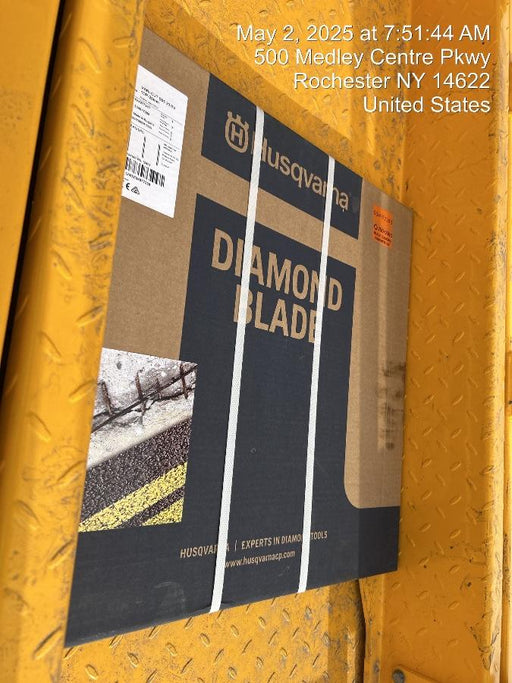 May 2, 2025 at 7:51:44 AM
500 Medley Centre Pkwy
Rochester NY 14622
United States
Husqvarna
DIAMOND
BLADE
HUSQVARNA | EXPERTS IN DIAMOND TOOLS
www.husqvarnacp.com